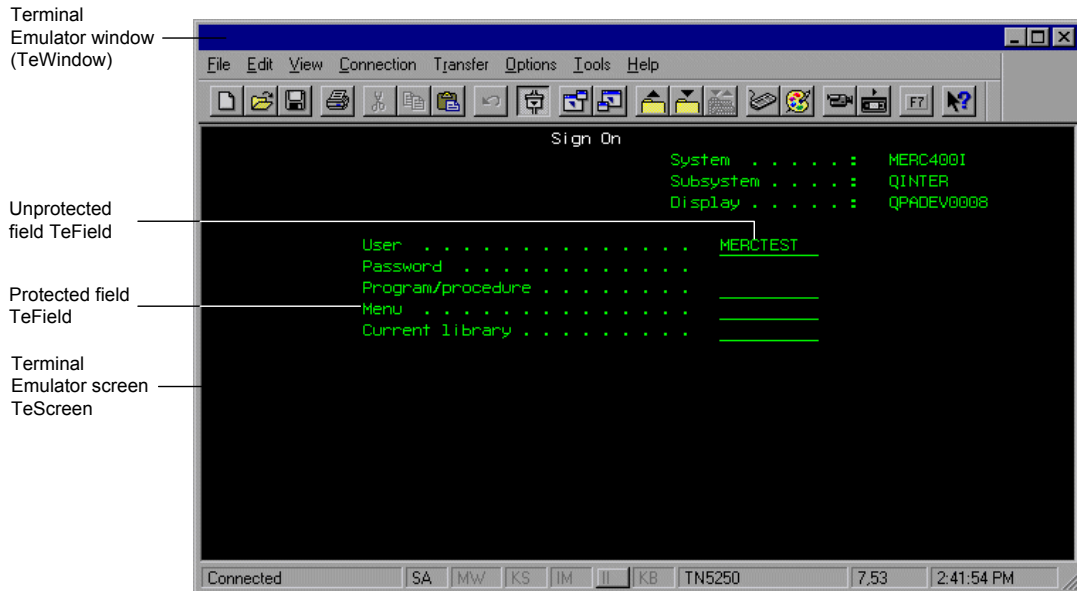 Terminal
Emulator window
(TeWindow)
File Edit View Connection Transfer Options Tools Help
F7
Sign On
System . . . . . : MERC400I
Subsystem . . . . : QINTER
Display . . . . . : QPADEV0008
Unprotected
field TeField
User . . . . . . . . . . . . . . MERCTEST
Password . . . . . . . . . . . .
Program/procedure . . . . . . . .
Protected field
TeField
Menu . . . . . . . . . . . . . .
Current library . . . . . . . . .
Terminal
Emulator screen
TeScreen
Connected SA MW KS IM II KB TN5250 7,53 2:41:54 PM